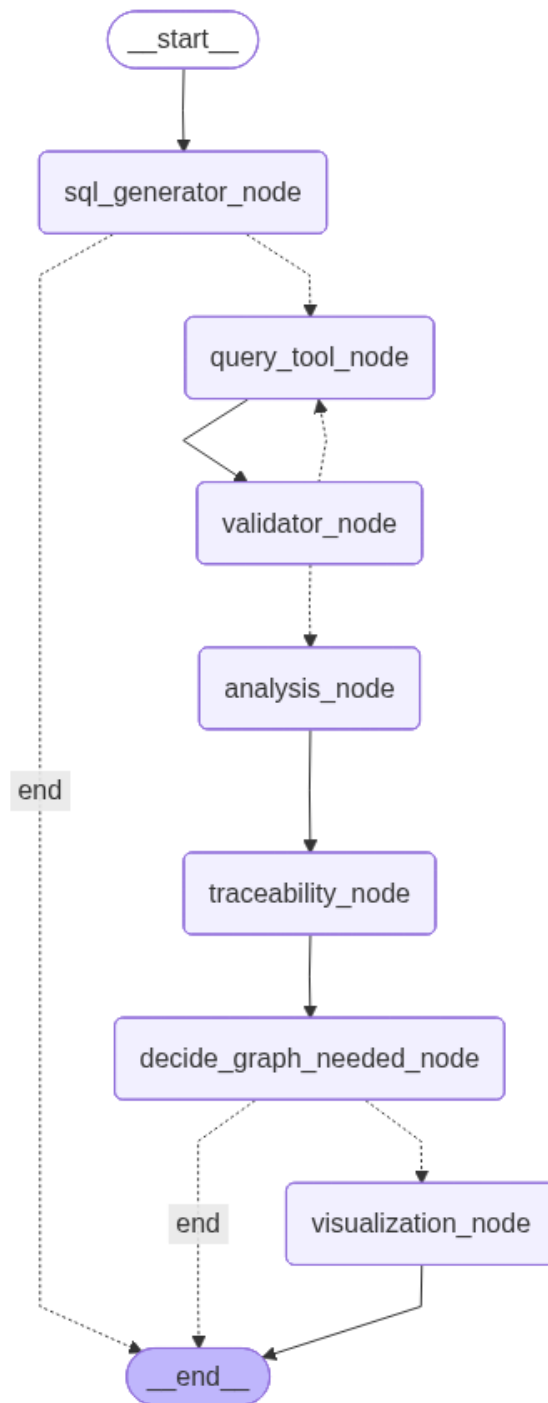 __start__
sql_generator_node
query_tool_node
validator_node
analysis_node
end
traceability_node
decide_graph_needed_node
end
visualization_node
__end__